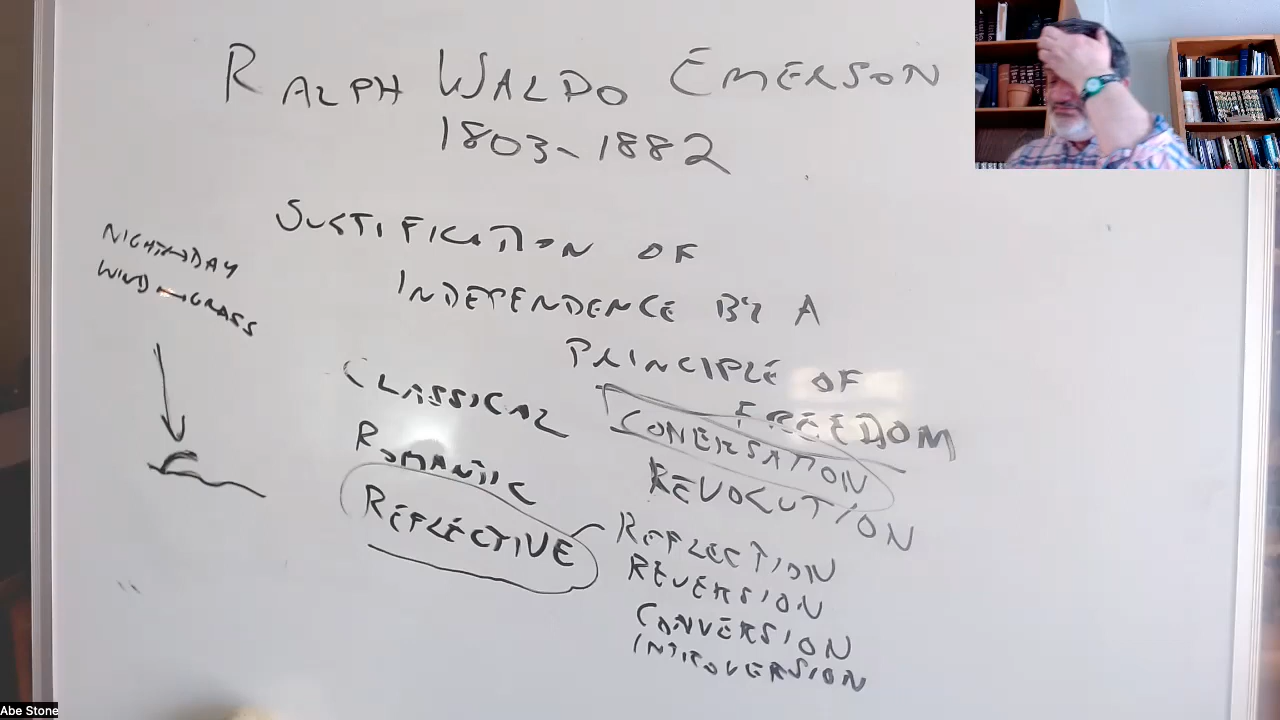 RALPH WALDO EMERSON
1803-1882
JUSTIFICATION OF
INDEPENDENCE BY A
PRINCIPLE OF
FREEDOM
NIGHT→DAY
WIND→GRASS
CLASSICAL
ROMANTIC
REFLECTIVE
CONERSATION
REVOLUTION
REFLECTION
REVERSION
CONVERSION
INTROVERSION
Abe Stone